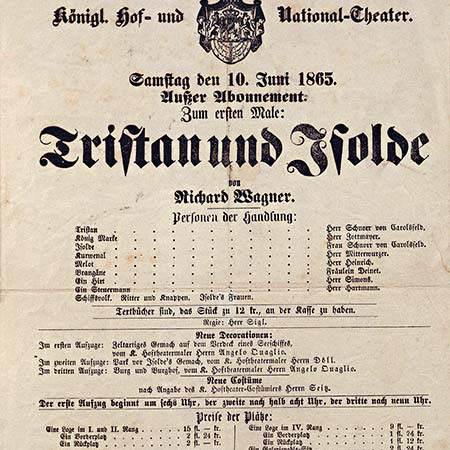 Königl. Hof- und National-Theater.
Samstag den 10. Juni 1865.
Außer Abonnement.
Zum ersten Male:
Tristan und Isolde
von
Richard Wagner.
Personen der Handlung:
Tristan . . . . . . . . . . Herr Schnorr von Carolsfeld.
König Marke . . . . . . . . . . Herr Zottmayer.
Isolde . . . . . . . . . . Frau Schnorr von Carolsfeld.
Kurwenal . . . . . . . . . . Herr Mitterwurzer.
Melot . . . . . . . . . . Herr Heinrich.
Brangäne . . . . . . . . . . Fräulein Deinet.
Ein Hirt . . . . . . . . . . Herr Simons.
Ein Steuermann . . . . . . . . . . Herr Hartmann.
Schiffsvolk. Ritter und Knappen. Isolde's Frauen.
Textbücher sind, das Stück zu 12 kr., an der Kasse zu haben.
Regie: Herr Sigl.
Neue Decorationen:
Im ersten Aufzuge: Zeltartiges Gemach auf dem Verdeck eines Seeschiffes, vom K. Hoftheatermaler Herrn Angelo Quaglio.
Im zweiten Aufzuge: Park vor Isolde's Gemach, vom K. Hoftheatermaler Herrn Döll.
Im dritten Aufzuge: Burg und Burghof, vom K. Hoftheatermaler Herrn Angelo Quaglio.
Neue Costüme
nach Angabe des K. Hoftheater-Costümiers Herrn Seitz.
Der erste Aufzug beginnt um sechs Uhr, der zweite nach halb acht Uhr, der dritte nach neun Uhr.
Preise der Plätze:
Eine Loge im I. und II. Rang . . . 15 fl. — kr.
Ein Vorderplatz . . . 2 fl. 24 kr.
Ein Rückplatz . . . 2 fl. — kr.
Eine Loge im IV. Rang . . . 9 fl. — kr.
Ein Vorderplatz . . . 1 fl. 24 kr.
Ein Rückplatz . . . 1 fl. 12 kr.